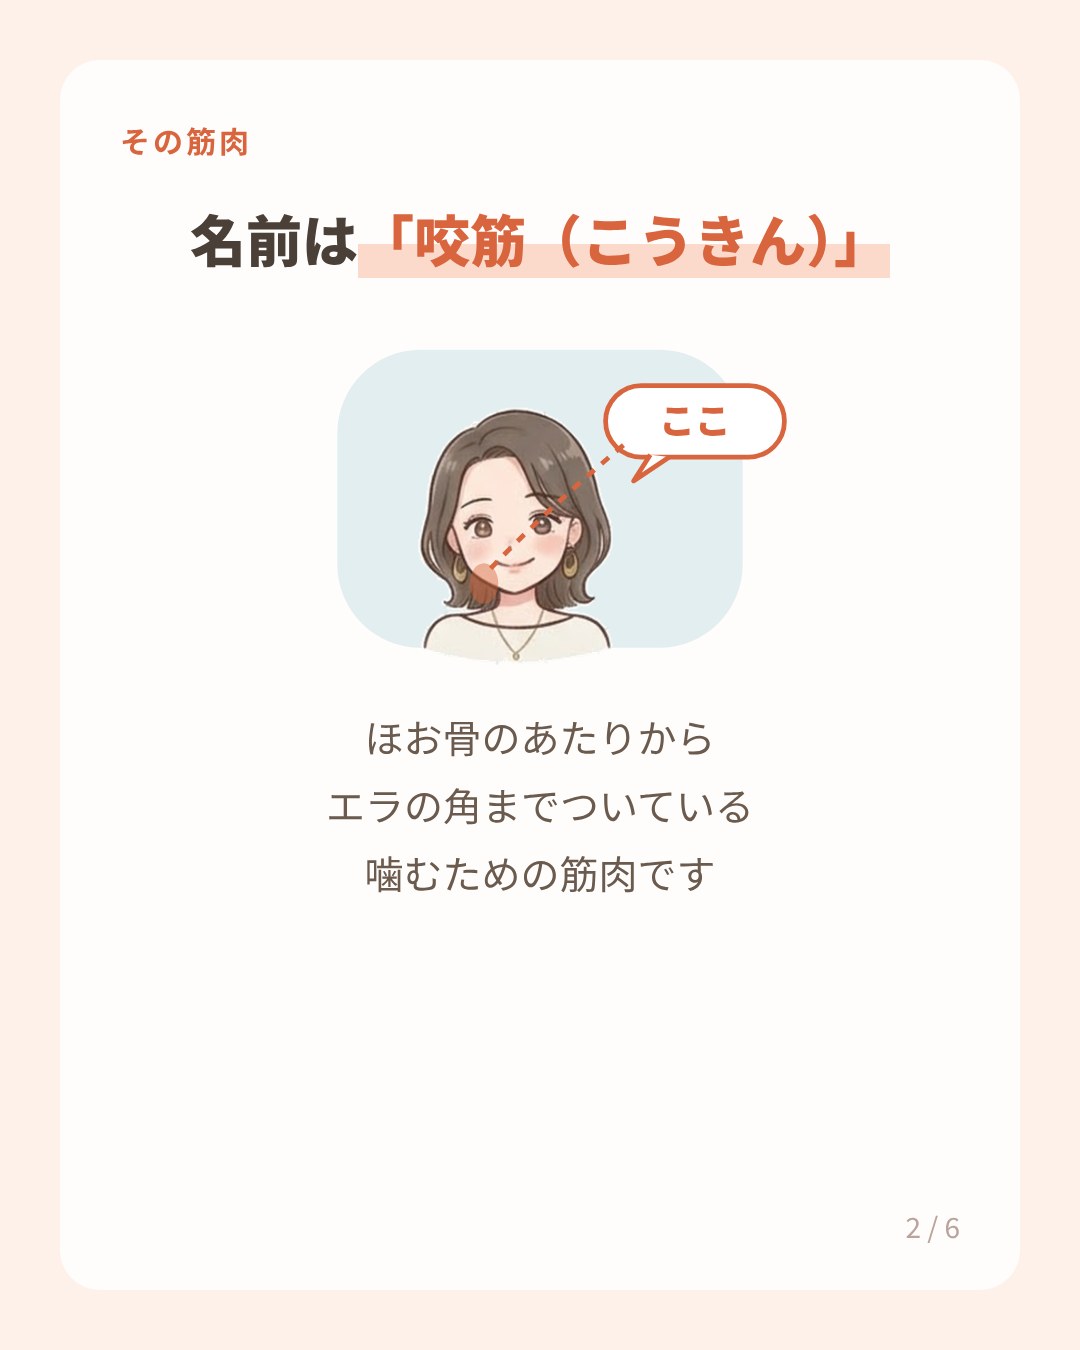 その筋肉
名前は「咬筋（こうきん）」
ここ
ほお骨のあたりから
エラの角までついている
噛むための筋肉です
2 / 6